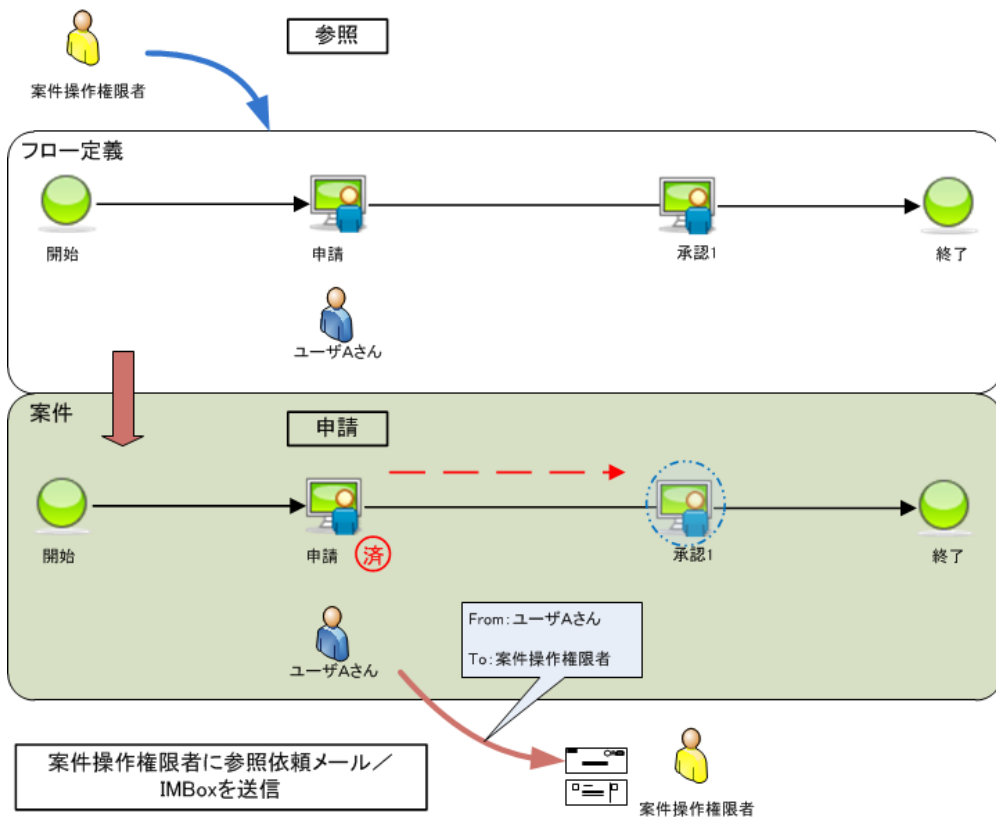 参照
案件操作権限者
フロー定義
開始
申請
承認1
終了
ユーザAさん
案件
申請
開始
申請
済
承認1
終了
ユーザAさん
From:ユーザAさん
To:案件操作権限者
案件操作権限者に参照依頼メール／
IMBoxを送信
案件操作権限者